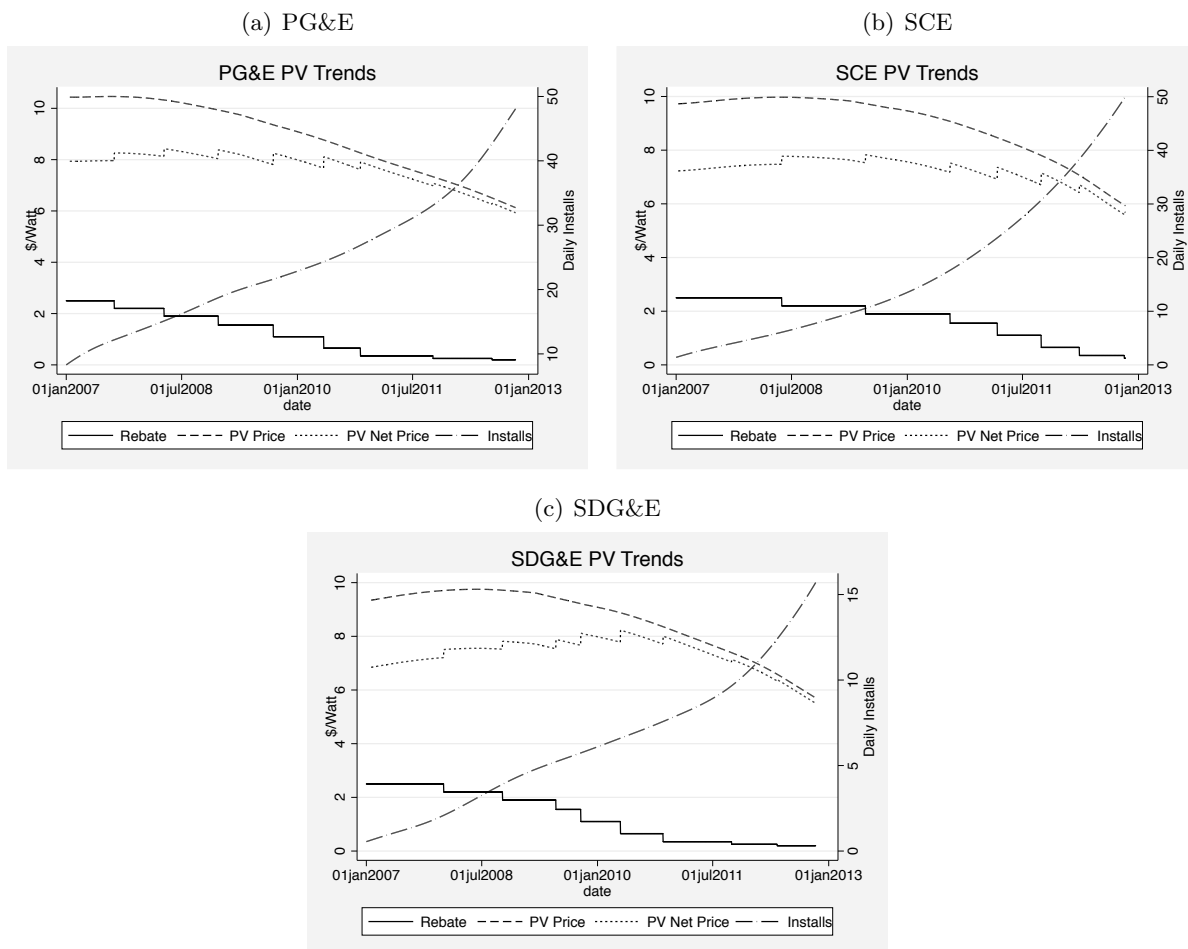 (a) PG&E
PG&E PV Trends
$/Watt
0 2 4 6 8 10
Daily Installs
10 20 30 40 50
01jan2007 01jul2008 01jan2010 01jul2011 01jan2013
date
Rebate PV Price PV Net Price Installs
(b) SCE
SCE PV Trends
$/Watt
0 2 4 6 8 10
Daily Installs
0 10 20 30 40 50
01jan2007 01jul2008 01jan2010 01jul2011 01jan2013
date
Rebate PV Price PV Net Price Installs
(c) SDG&E
SDG&E PV Trends
$/Watt
0 2 4 6 8 10
Daily Installs
0 5 10 15
01jan2007 01jul2008 01jan2010 01jul2011 01jan2013
date
Rebate PV Price PV Net Price Installs